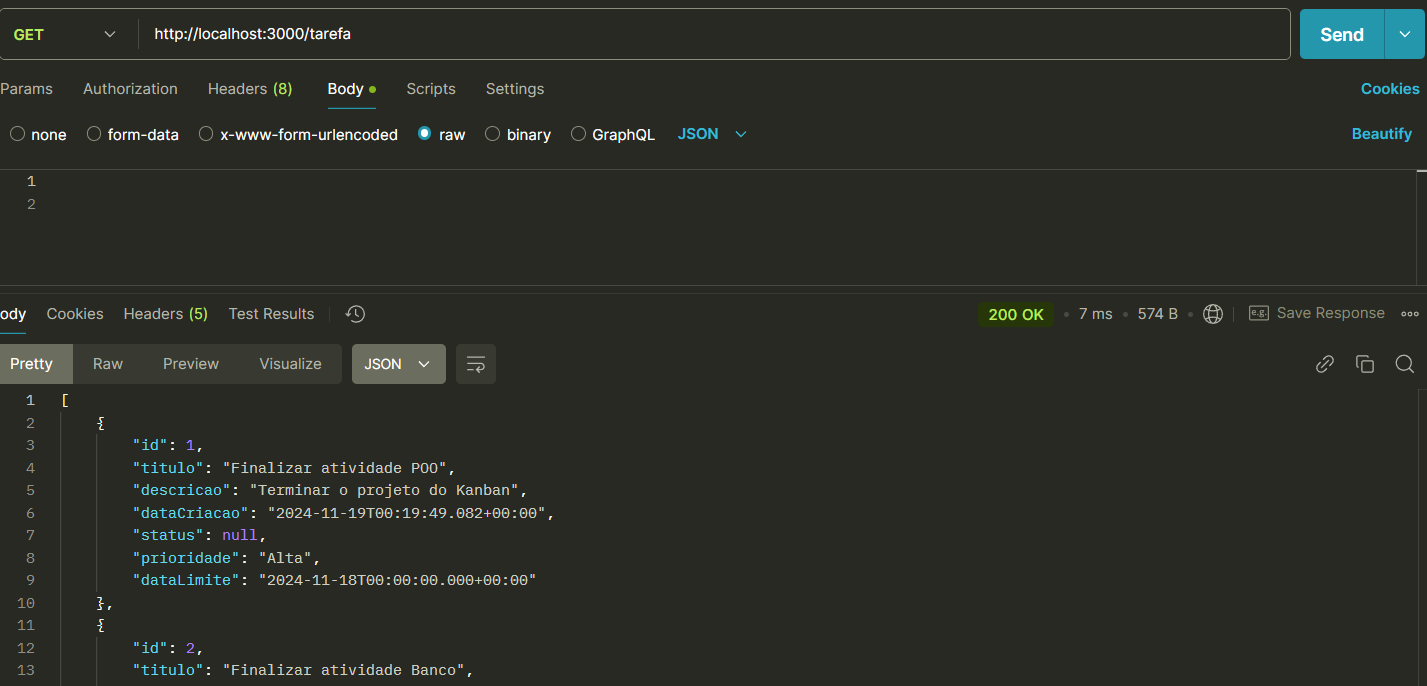 GET http://localhost:3000/tarefa Send
Params Authorization Headers (8) Body Scripts Settings Cookies
none form-data x-www-form-urlencoded raw binary GraphQL JSON Beautify
1
2
ody Cookies Headers (5) Test Results 200 OK 7 ms 574 B e.g. Save Response
Pretty Raw Preview Visualize JSON
1 [
2 {
3 "id": 1,
4 "titulo": "Finalizar atividade POO",
5 "descricao": "Terminar o projeto do Kanban",
6 "dataCriacao": "2024-11-19T00:19:49.082+00:00",
7 "status": null,
8 "prioridade": "Alta",
9 "dataLimite": "2024-11-18T00:00:00.000+00:00"
10 },
11 {
12 "id": 2,
13 "titulo": "Finalizar atividade Banco",